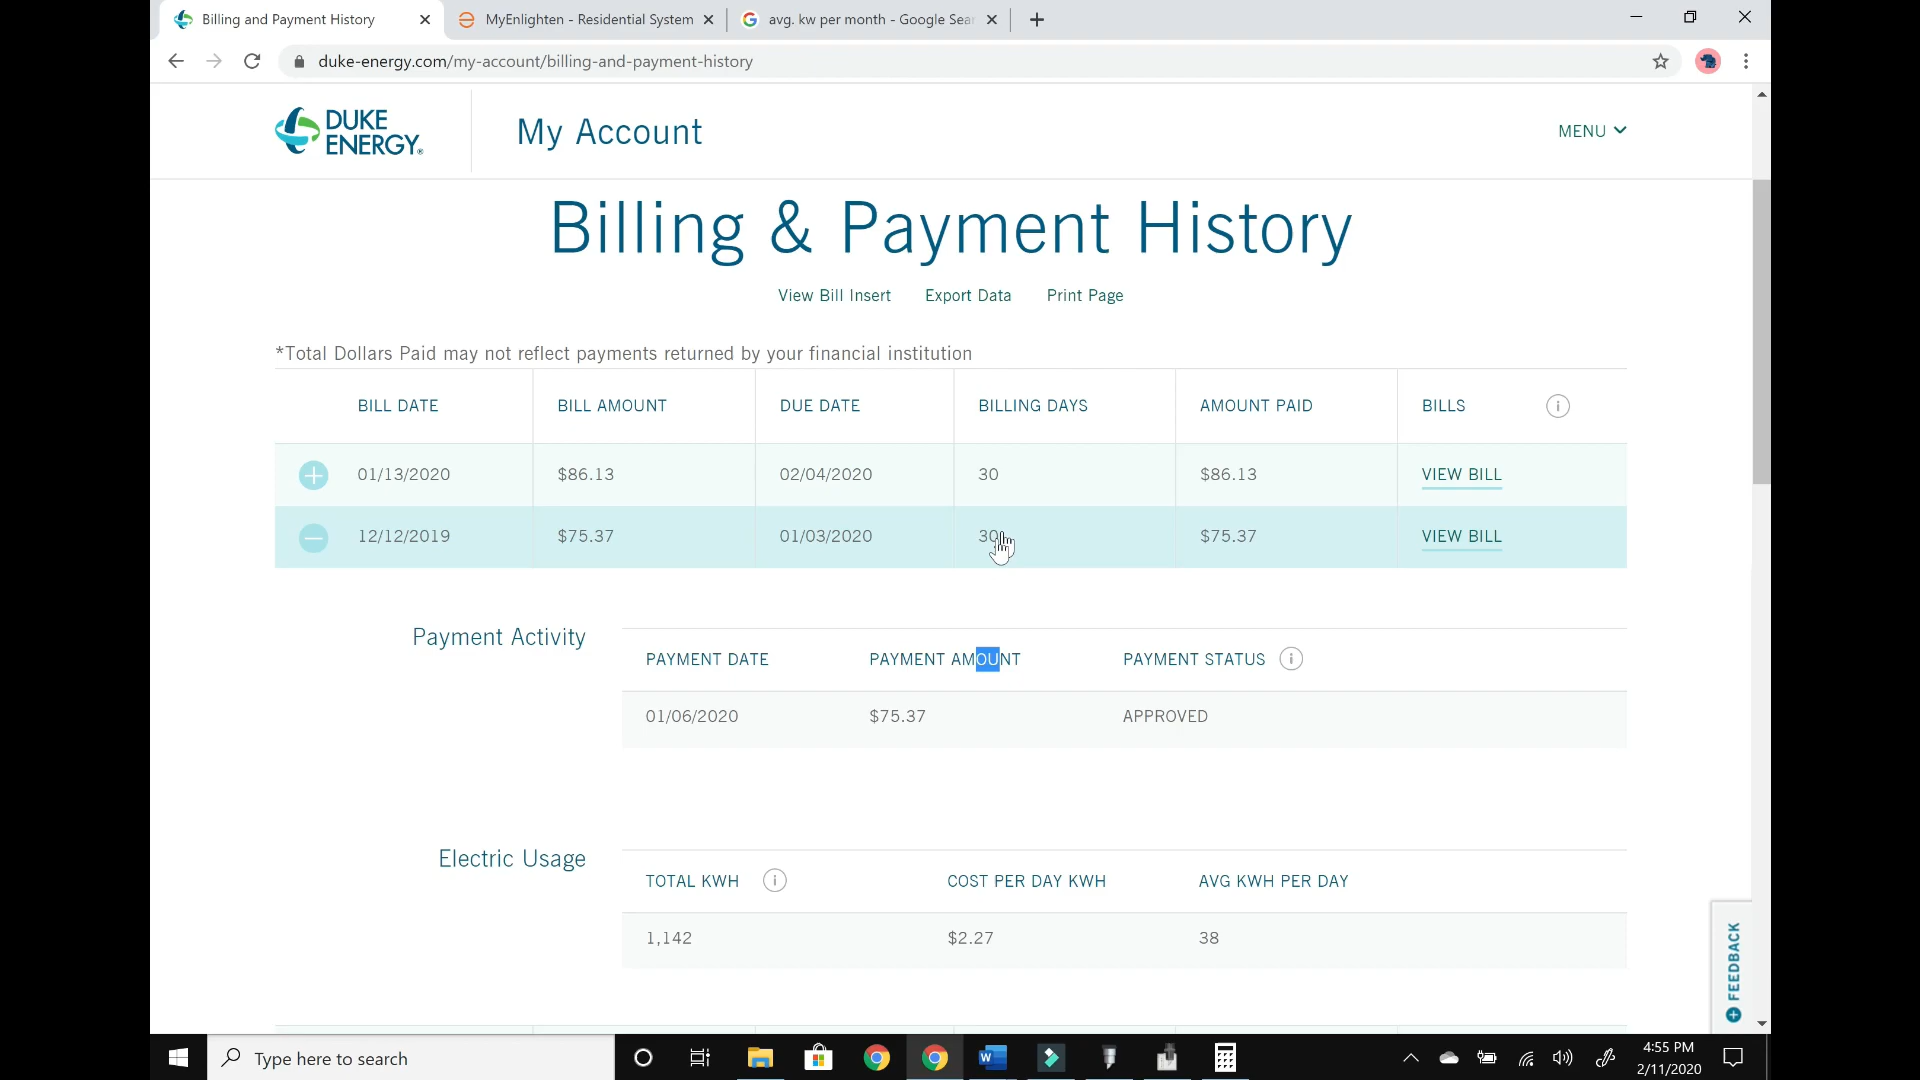 Billing and Payment History
MyEnlighten - Residential System
avg. kw per month - Google Sear
duke-energy.com/my-account/billing-and-payment-history
DUKE ENERGY®
My Account
MENU
Billing & Payment History
View Bill Insert Export Data Print Page
*Total Dollars Paid may not reflect payments returned by your financial institution
BILL DATE BILL AMOUNT DUE DATE BILLING DAYS AMOUNT PAID BILLS i
01/13/2020 $86.13 02/04/2020 30 $86.13 VIEW BILL
12/12/2019 $75.37 01/03/2020 30 $75.37 VIEW BILL
Payment Activity
PAYMENT DATE PAYMENT AMOUNT PAYMENT STATUS i
01/06/2020 $75.37 APPROVED
Electric Usage
TOTAL KWH i COST PER DAY KWH AVG KWH PER DAY
1,142 $2.27 38
FEEDBACK
Type here to search
4:55 PM
2/11/2020